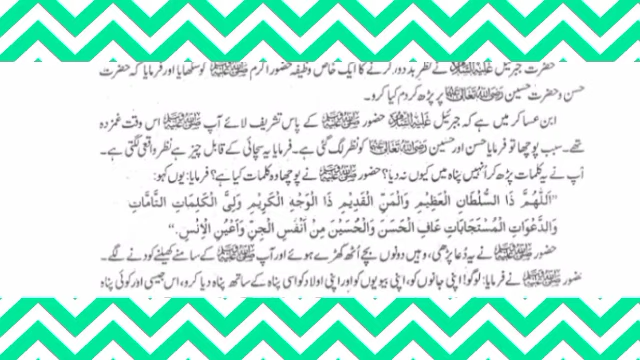 حضرت جبرئیل علیہ السلام نے نظر بد دور کرنے کا ایک خاص وظیفہ حضور اکرم ﷺ کو سکھایا اور فرمایا کہ حضرت
حسن و حضرت حسین رضی اللہ تعالیٰ عنہما پر پڑھ کر دم کیا کرو۔
ابن عساکر میں ہے کہ جبرئیل علیہ السلام حضور ﷺ کے پاس تشریف لائے آپ ﷺ اس وقت غمزدہ
تھے۔ سبب پوچھا تو فرمایا حسن اور حسین رضی اللہ تعالیٰ عنہما کو نظر لگ گئی ہے۔ فرمایا یہ سچائی کے قابل چیز ہے نظر واقعی لگتی ہے۔
آپ نے یہ کلمات پڑھ کر انہیں پناہ میں کیوں نہ دیا؟ حضور ﷺ نے پوچھا وہ کلمات کیا ہے؟ فرمایا: یوں کہو:
”اَللّٰهُمَّ ذَا السُّلْطَانِ الْعَظِيْمِ وَالْمَنِّ الْقَدِيْمِ ذَا الْوَجْهِ الْكَرِيْمِ وَلِيَّ الْكَلِمَاتِ التَّامَّاتِ
وَالدَّعْوَاتِ الْمُسْتَجَابَاتِ عَافِ الْحَسَنَ وَالْحُسَيْنَ مِنْ اَنْفُسِ الْجِنِّ وَاَعْيُنِ الْاِنْسِ.“
حضور ﷺ نے یہ دُعا پڑھی، وہیں دونوں بچے اُٹھ کھڑے ہوئے اور آپ ﷺ کے سامنے کھیلنے کودنے لگے۔
حضور ﷺ نے فرمایا: لوگو! اپنی جانوں کو، اپنی بیویوں کو اور اپنی اولاد کو اسی پناہ کے ساتھ پناہ دیا کرو، اس جیسی اور کوئی پناہ